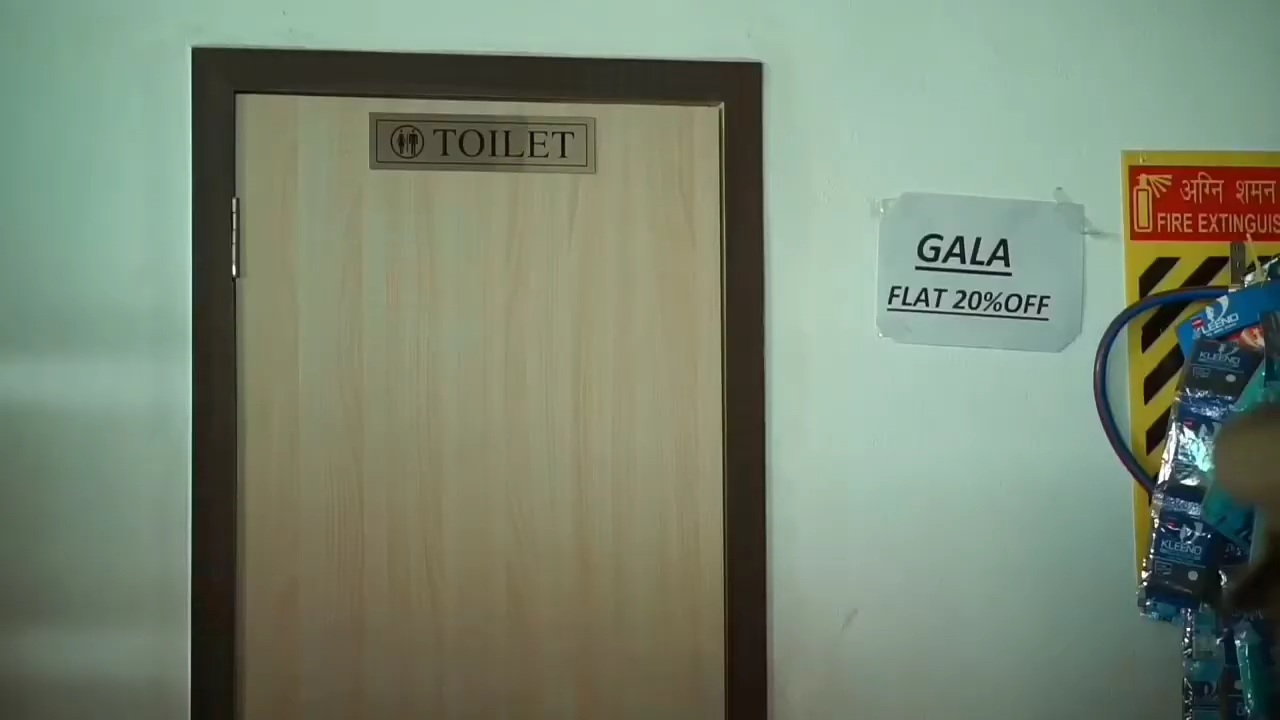 TOILET
GALA
FLAT 20%OFF
अग्नि शमन
FIRE EXTINGUIS
KLEENO
KLEENO
KLEENO